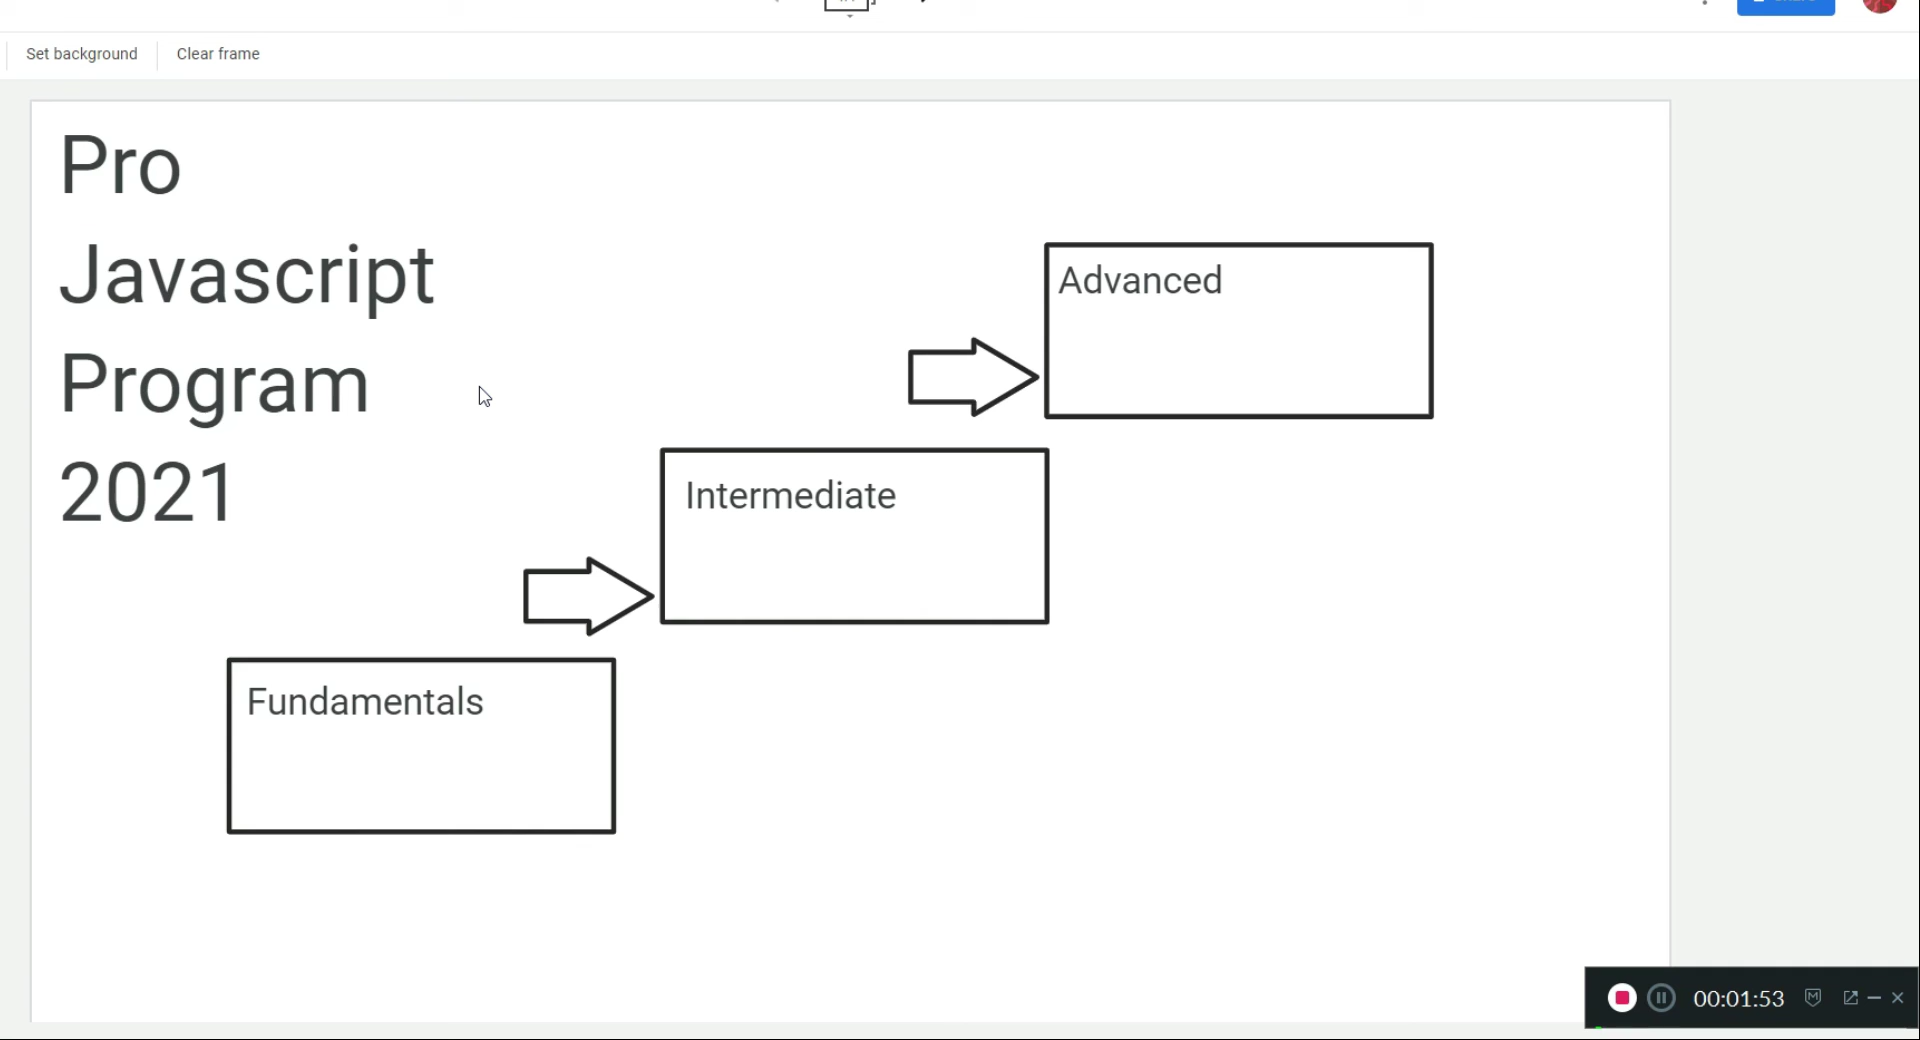 Set background
Clear frame
Pro
Javascript
Program
2021
Advanced
Intermediate
Fundamentals
00:01:53